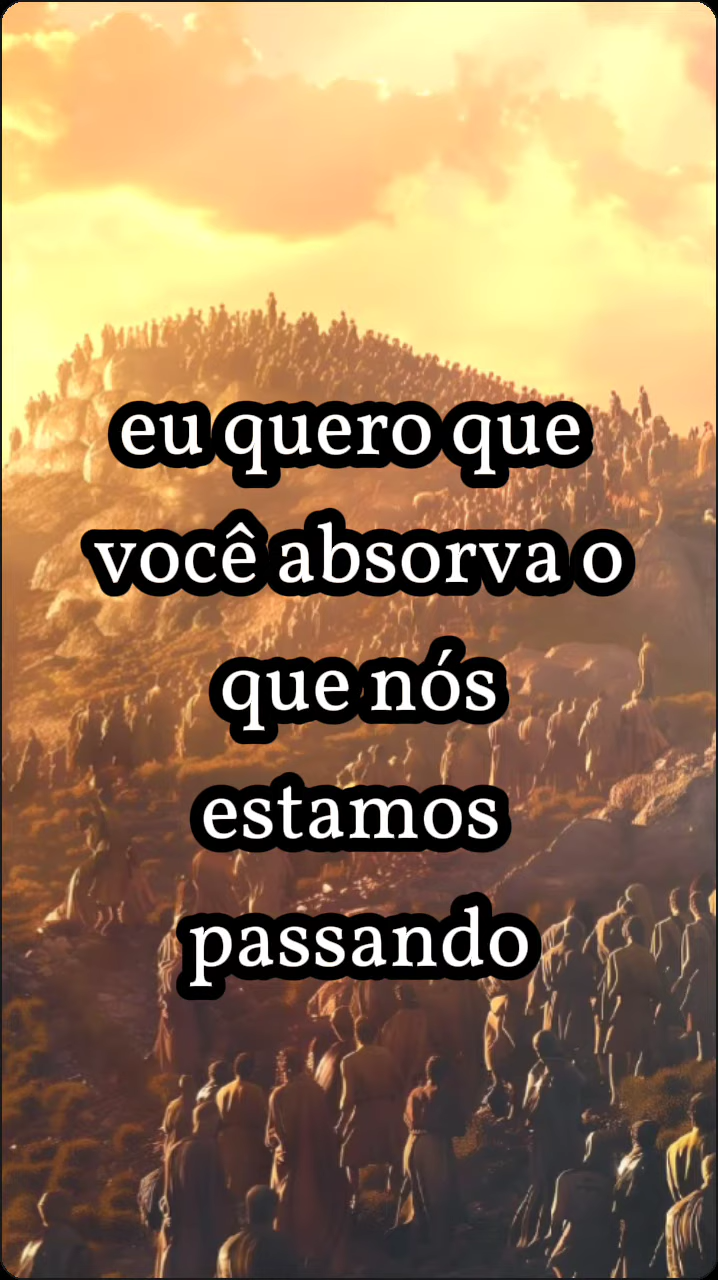 eu quero que
você absorva o
que nós
estamos
passando